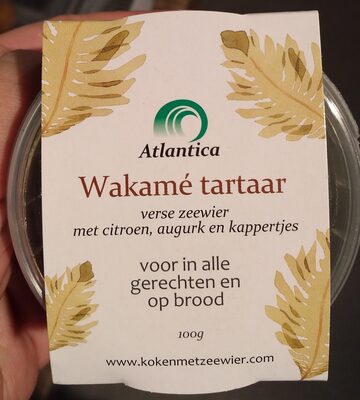 Atlantica
Wakamé tartaar
verse zeewier
met citroen, augurk en kappertjes
voor in alle
gerechten en
op brood
100g
www.kokenmetzeewier.com